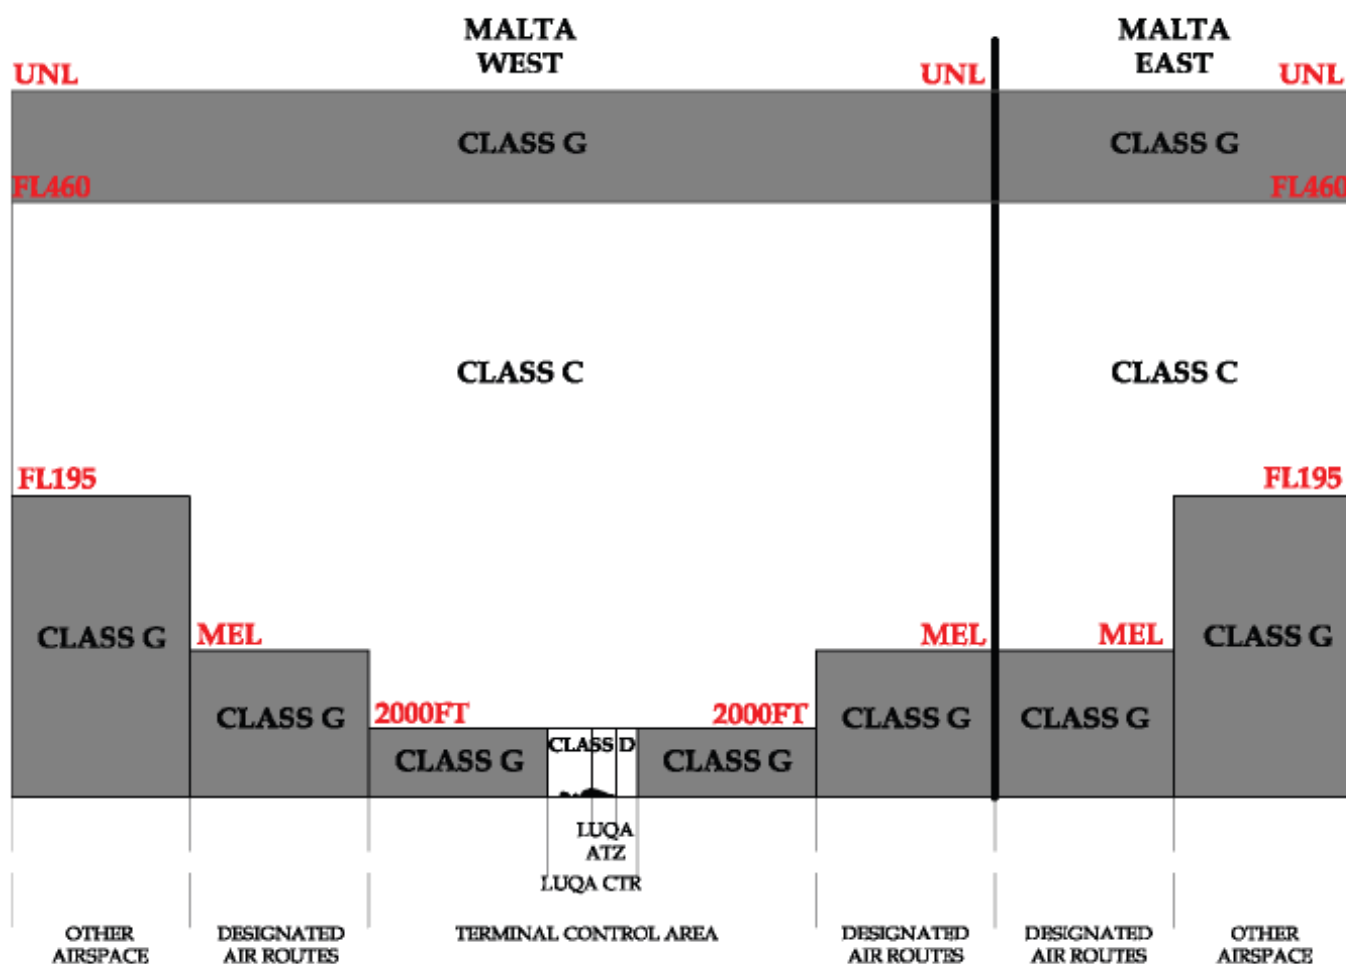 MALTA
WEST
MALTA
EAST
UNL
UNL
UNL
CLASS G
CLASS G
FL460
FL460
CLASS C
CLASS C
FL195
FL195
CLASS G
MEL
MEL
MEL
CLASS G
CLASS G
2000FT
2000FT
CLASS G
CLASS G
CLASS D
CLASS G
CLASS G
LUQA
ATZ
LUQA CTR
OTHER
AIRSPACE
DESIGNATED
AIR ROUTES
TERMINAL CONTROL AREA
DESIGNATED
AIR ROUTES
DESIGNATED
AIR ROUTES
OTHER
AIRSPACE